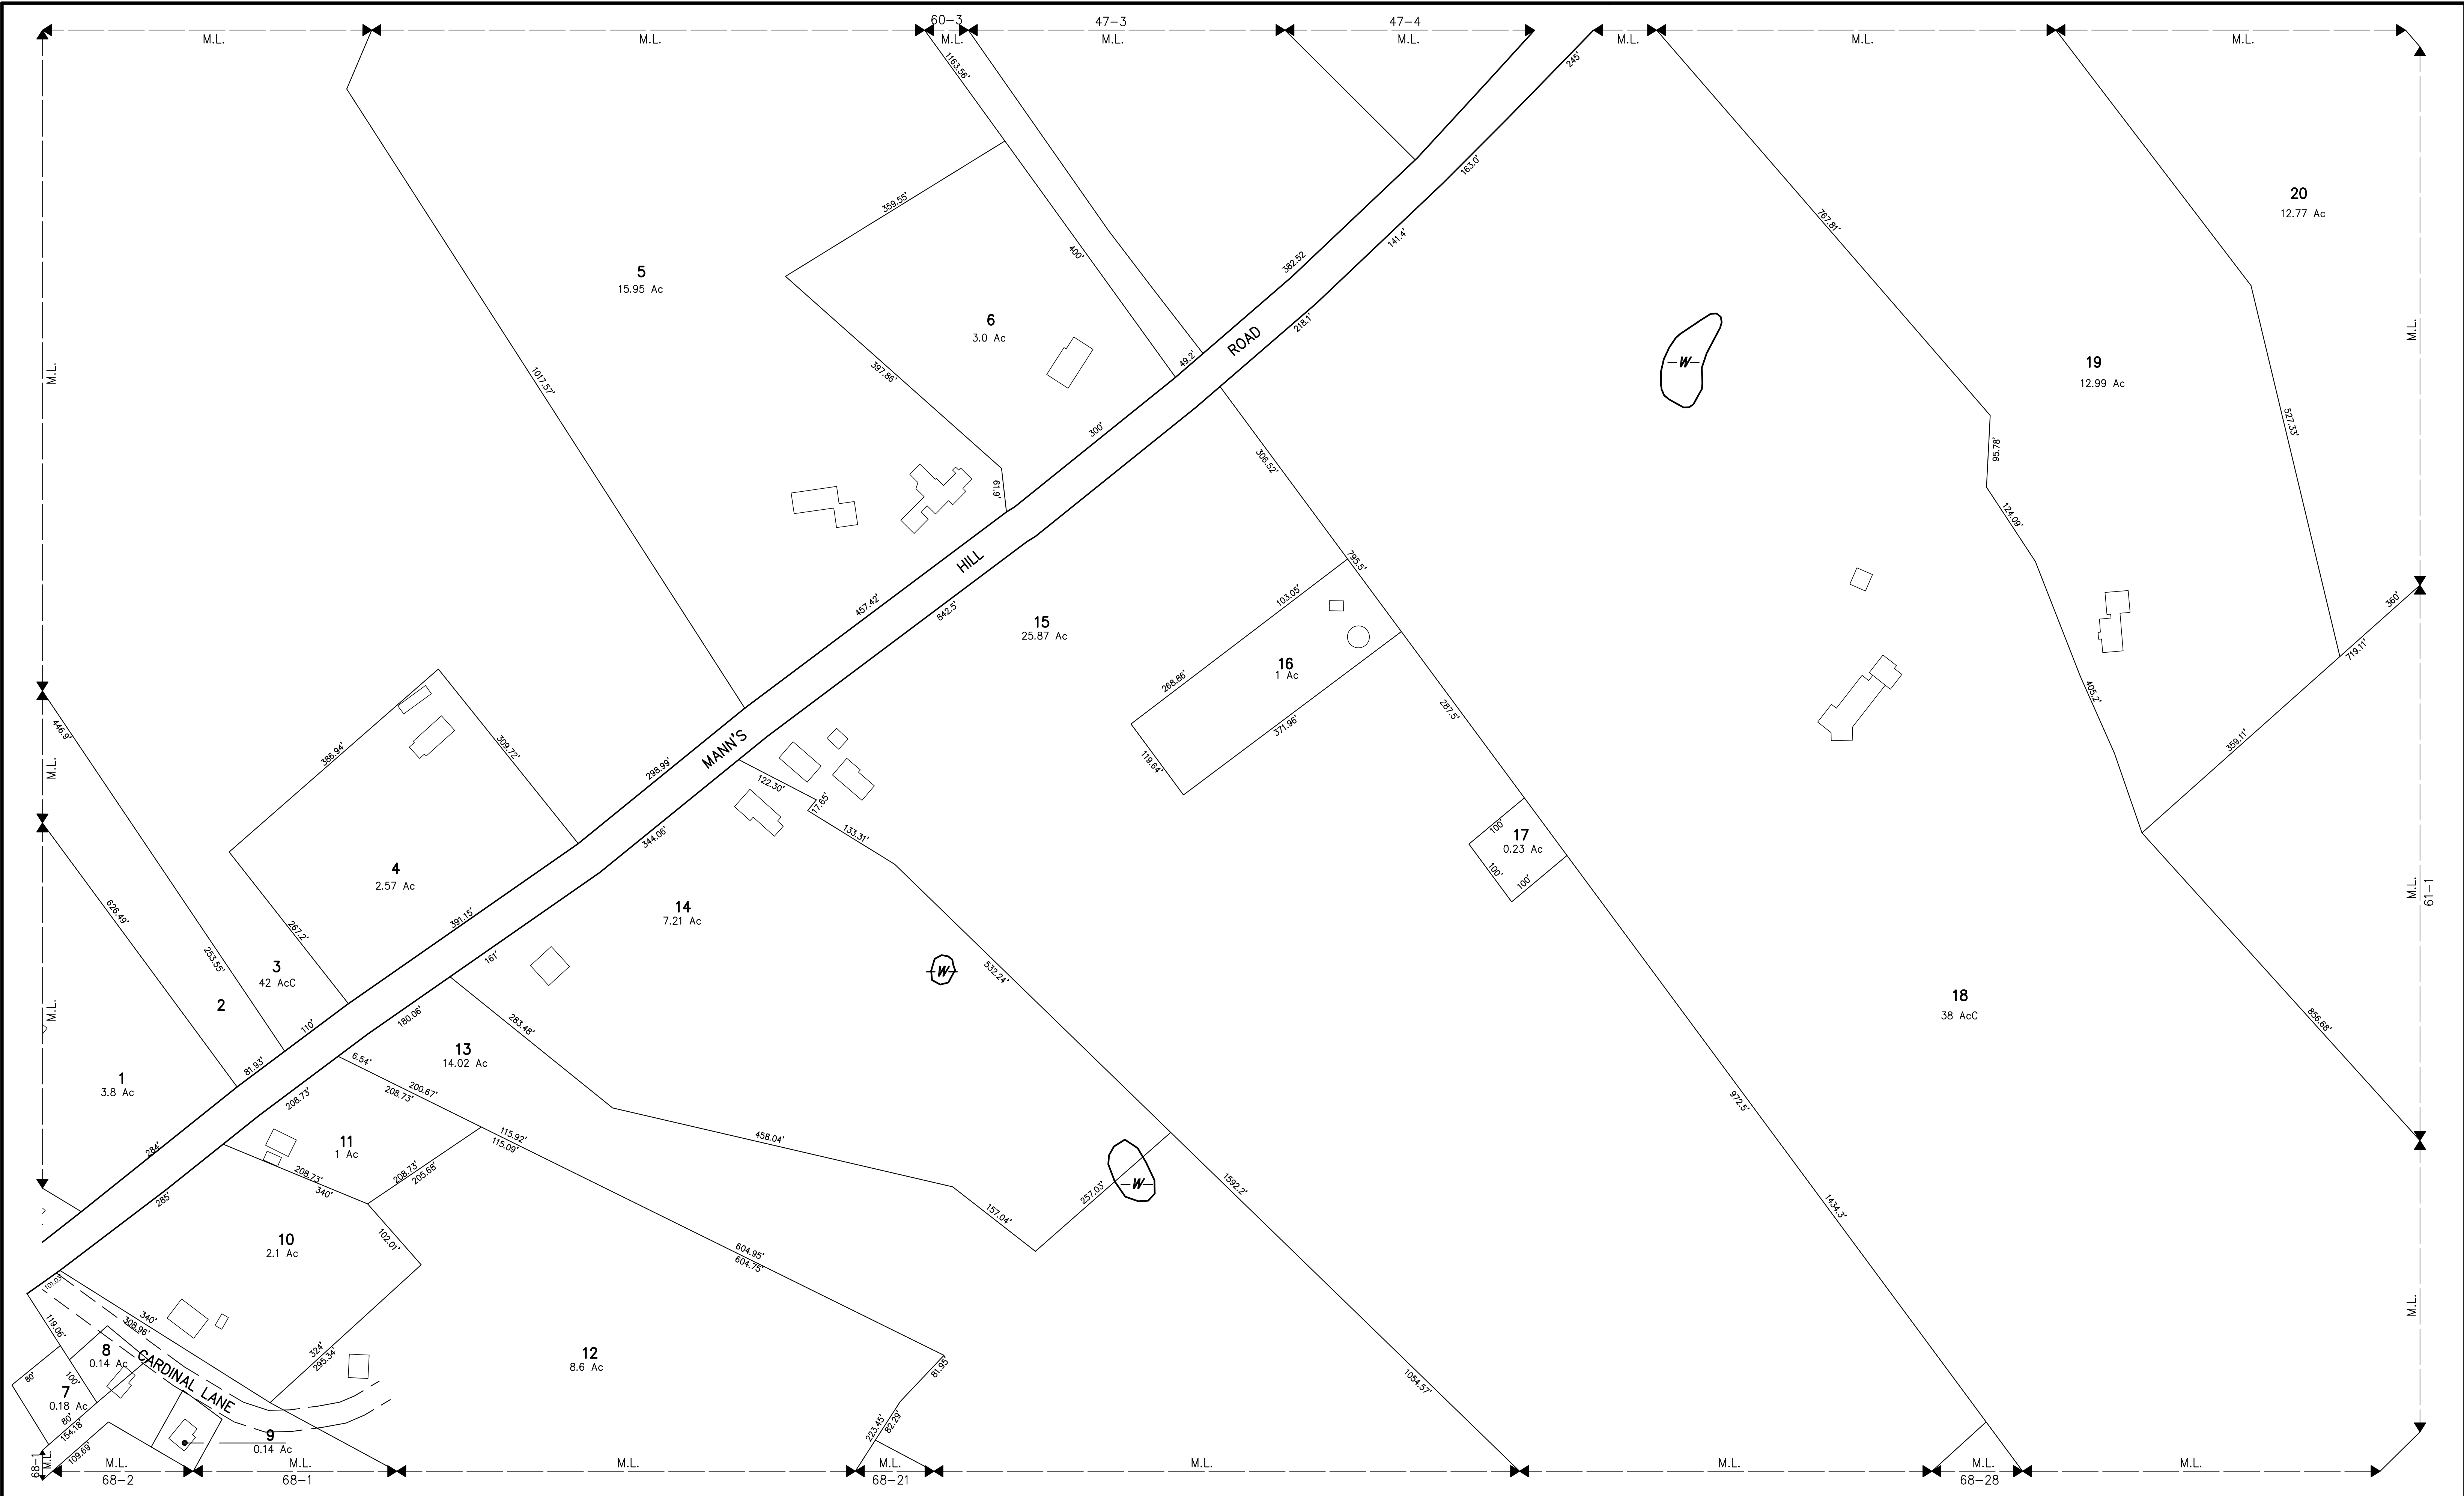 60-3
47-3
47-4
M.L.
M.L.
M.L.
M.L.
M.L.
M.L.
M.L.
M.L.
1163.56'
245'
163.0'
141.4'
218.1'
20
12.77 Ac
359.55'
767.81'
400'
382.52
5
15.95 Ac
6
3.0 Ac
ROAD
-W-
M.L.
49.2'
19
12.99 Ac
M.L.
1017.57'
397.86'
527.33'
300'
95.78'
306.52'
61.9'
124.09'
HILL
795.5'
457.42'
842.5'
103.05'
360'
15
25.87 Ac
719.11'
16
1 Ac
268.86'
405.2'
287.5'
371.96'
446.9'
386.94'
309.72'
MANN'S
298.99'
M.L.
122.30'
119.64'
359.11'
17.65'
133.31'
344.06'
100'
17
0.23 Ac
100'
100'
4
2.57 Ac
M.L.
61-1
626.49'
391.15'
267.2'
14
7.21 Ac
253.55'
161'
3
42 AcC
-W-
532.24'
2
18
38 AcC
M.L.
110'
180.06'
283.48'
856.68'
13
14.02 Ac
6.54'
81.93'
1
3.8 Ac
208.73'
200.67'
208.73'
972.5'
284'
11
1 Ac
115.92'
115.09'
458.04'
208.73'
340'
208.73'
205.68'
-W-
1592.2'
285'
257.03'
1434.3'
157.04'
10
2.1 Ac
102.01'
604.95'
604.75'
101.03'
M.L.
340'
308.96'
119.06'
324'
295.34'
8
0.14 Ac
CARDINAL LANE
12
8.6 Ac
81.95'
1054.57'
80'
100'
7
0.18 Ac
80'
154.18'
223.45'
82.29'
9
0.14 Ac
109.69'
68-1
M.L.
M.L.
68-2
M.L.
68-1
M.L.
M.L.
68-21
M.L.
M.L.
M.L.
68-28
M.L.